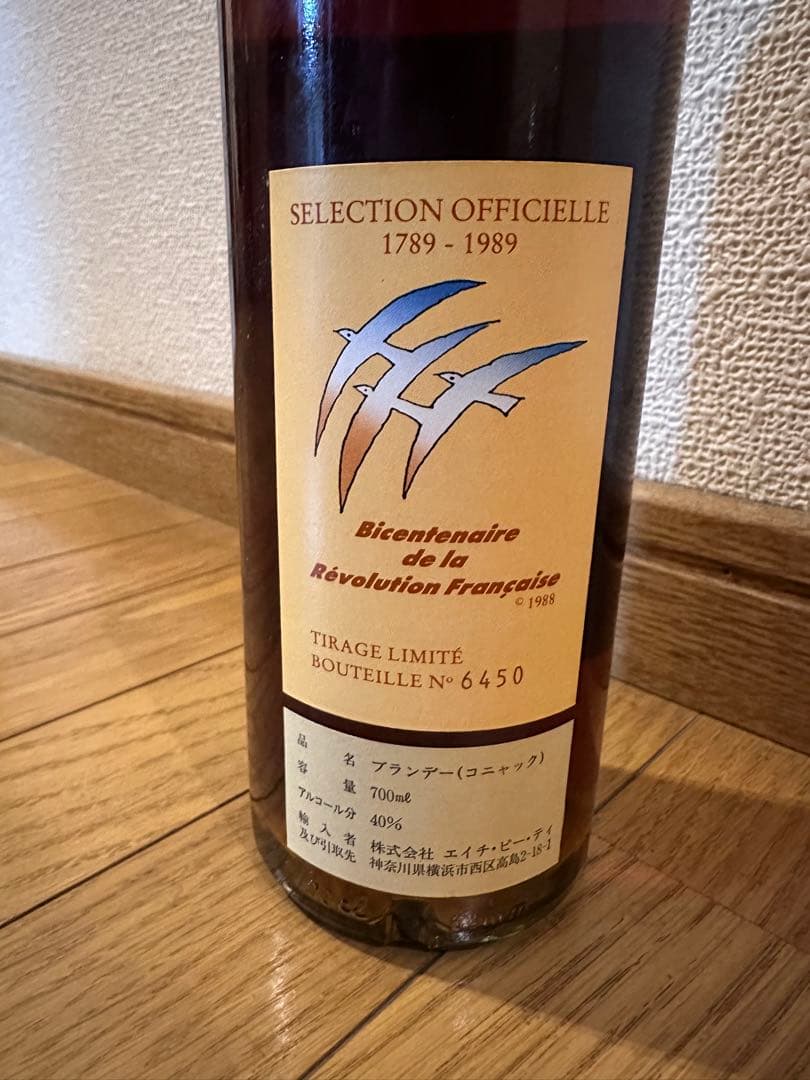 SELECTION OFFICIELLE
1789 - 1989
Bicentenaire
de la
Révolution Française
© 1988
TIRAGE LIMITÉ
BOUTEILLE Nº 6450
品名 ブランデー(コニャック)
容量 700㎖
アルコール分 40%
輸入者 株式会社 エイチ・ピー・ティ
及び引取先 神奈川県横浜市西区高島2-18-1